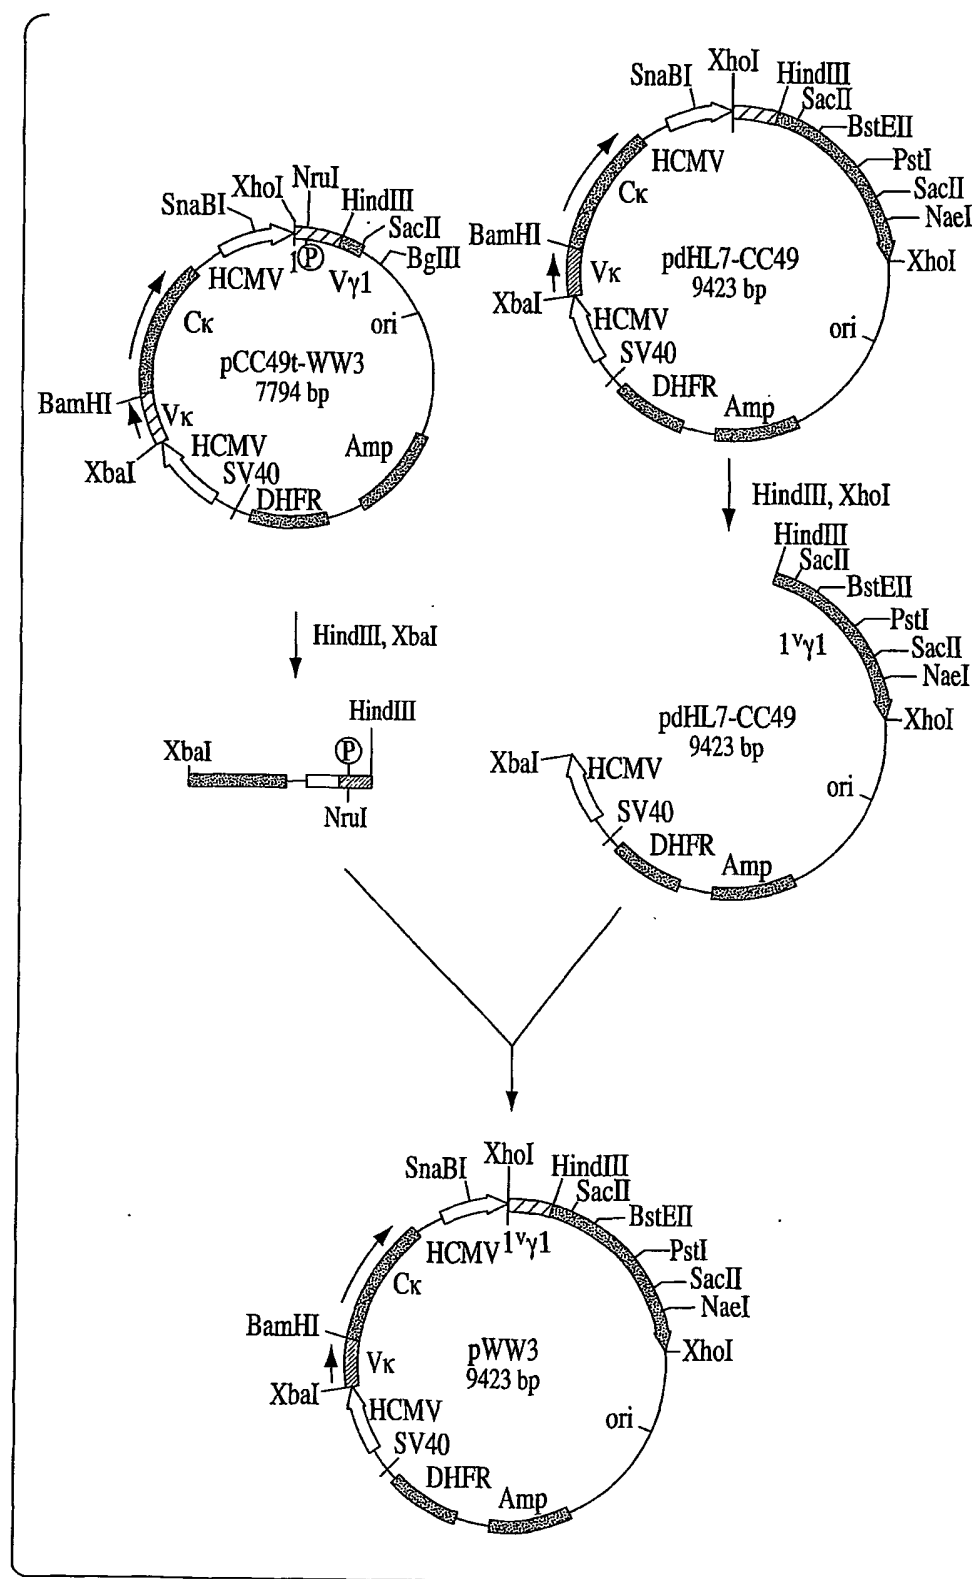 XhoI
SnaBI
HindIII
SacII
BstEII
PstI
SacII
NaeI
XhoI
HCMV
Cκ
BamHI
Vκ
XbaI
HCMV
SV40
DHFR
Amp
ori
pdHL7-CC49
9423 bp
NruI
XhoI
HindIII
SnaBI
SacII
BgIII
HCMV
1Ⓟ
Vγ1
ori
Cκ
pCC49t-WW3
7794 bp
BamHI
Vκ
HCMV
XbaI
SV40
DHFR
Amp
HindIII, XhoI
HindIII
SacII
BstEII
PstI
1ᵛγ1
SacII
NaeI
XhoI
pdHL7-CC49
9423 bp
XbaI
HCMV
ori
SV40
DHFR
Amp
HindIII, XbaI
HindIII
XbaI
Ⓟ
NruI
XhoI
SnaBI
HindIII
SacII
BstEII
HCMV
1ᵛγ1
PstI
Cκ
SacII
NaeI
BamHI
Vκ
pWW3
9423 bp
XhoI
XbaI
HCMV
ori
SV40
DHFR
Amp